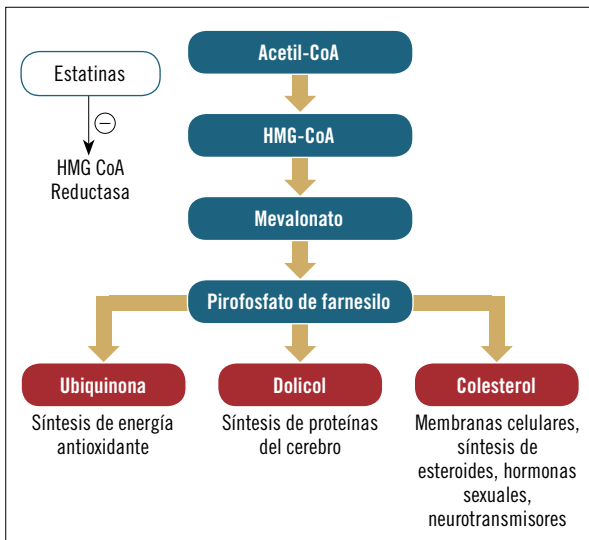 Acetil-CoA
Estatinas
−
HMG CoA
Reductasa
HMG-CoA
Mevalonato
Pirofosfato de farnesilo
Ubiquinona
Síntesis de energía
antioxidante
Dolicol
Síntesis de proteínas
del cerebro
Colesterol
Membranas celulares,
síntesis de
esteroides, hormonas
sexuales,
neurotransmisores